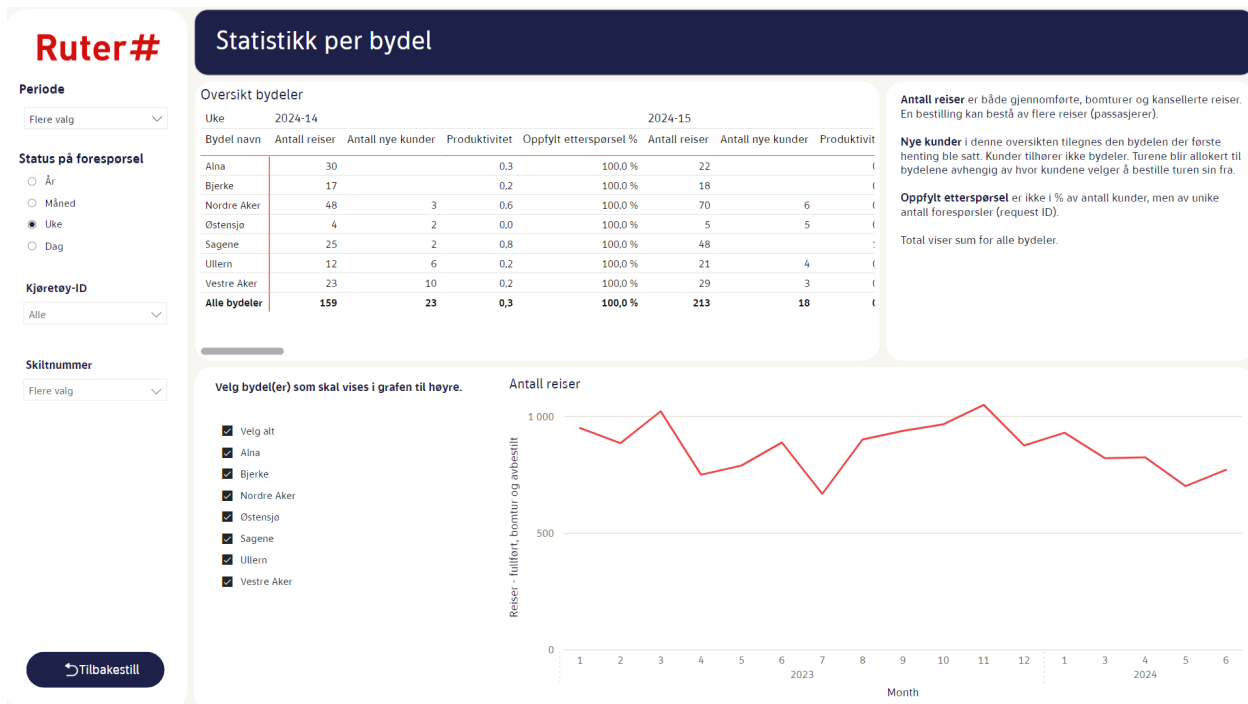 Ruter#
Statistikk per bydel
Periode
Flere valg
Status på forespørsel
År
Måned
Uke
Dag
Kjøretøy-ID
Alle
Skiltnummer
Flere valg
Tilbakestill
Oversikt bydeler
Uke 2024-14 2024-15
Bydel navn Antall reiser Antall nye kunder Produktivitet Oppfylt etterspørsel % Antall reiser Antall nye kunder Produktivit
Alna 30 0,3 100,0 % 22
Bjerke 17 0,2 100,0 % 18
Nordre Aker 48 3 0,6 100,0 % 70 6
Østensjø 4 2 0,0 100,0 % 5 5
Sagene 25 2 0,8 100,0 % 48
Ullern 12 6 0,2 100,0 % 21 4
Vestre Aker 23 10 0,2 100,0 % 29 3
Alle bydeler 159 23 0,3 100,0 % 213 18
Antall reiser er både gjennomførte, bomturer og kansellerte reiser.
En bestilling kan bestå av flere reiser (passasjerer).
Nye kunder i denne oversikten tilegnes den bydelen der første
henting ble satt. Kunder tilhører ikke bydeler. Turene blir allokert til
bydelene avhengig av hvor kundene velger å bestille turen sin fra.
Oppfylt etterspørsel er ikke i % av antall kunder, men av unike
antall forespørsler (request ID).
Total viser sum for alle bydeler.
Velg bydel(er) som skal vises i grafen til høyre.
Velg alt
Alna
Bjerke
Nordre Aker
Østensjø
Sagene
Ullern
Vestre Aker
Antall reiser
Reiser - fullført, bomtur og avbestilt
1 000
500
0
1 2 3 4 5 6 7 8 9 10 11 12 1 3 4 5 6
2023 2024
Month